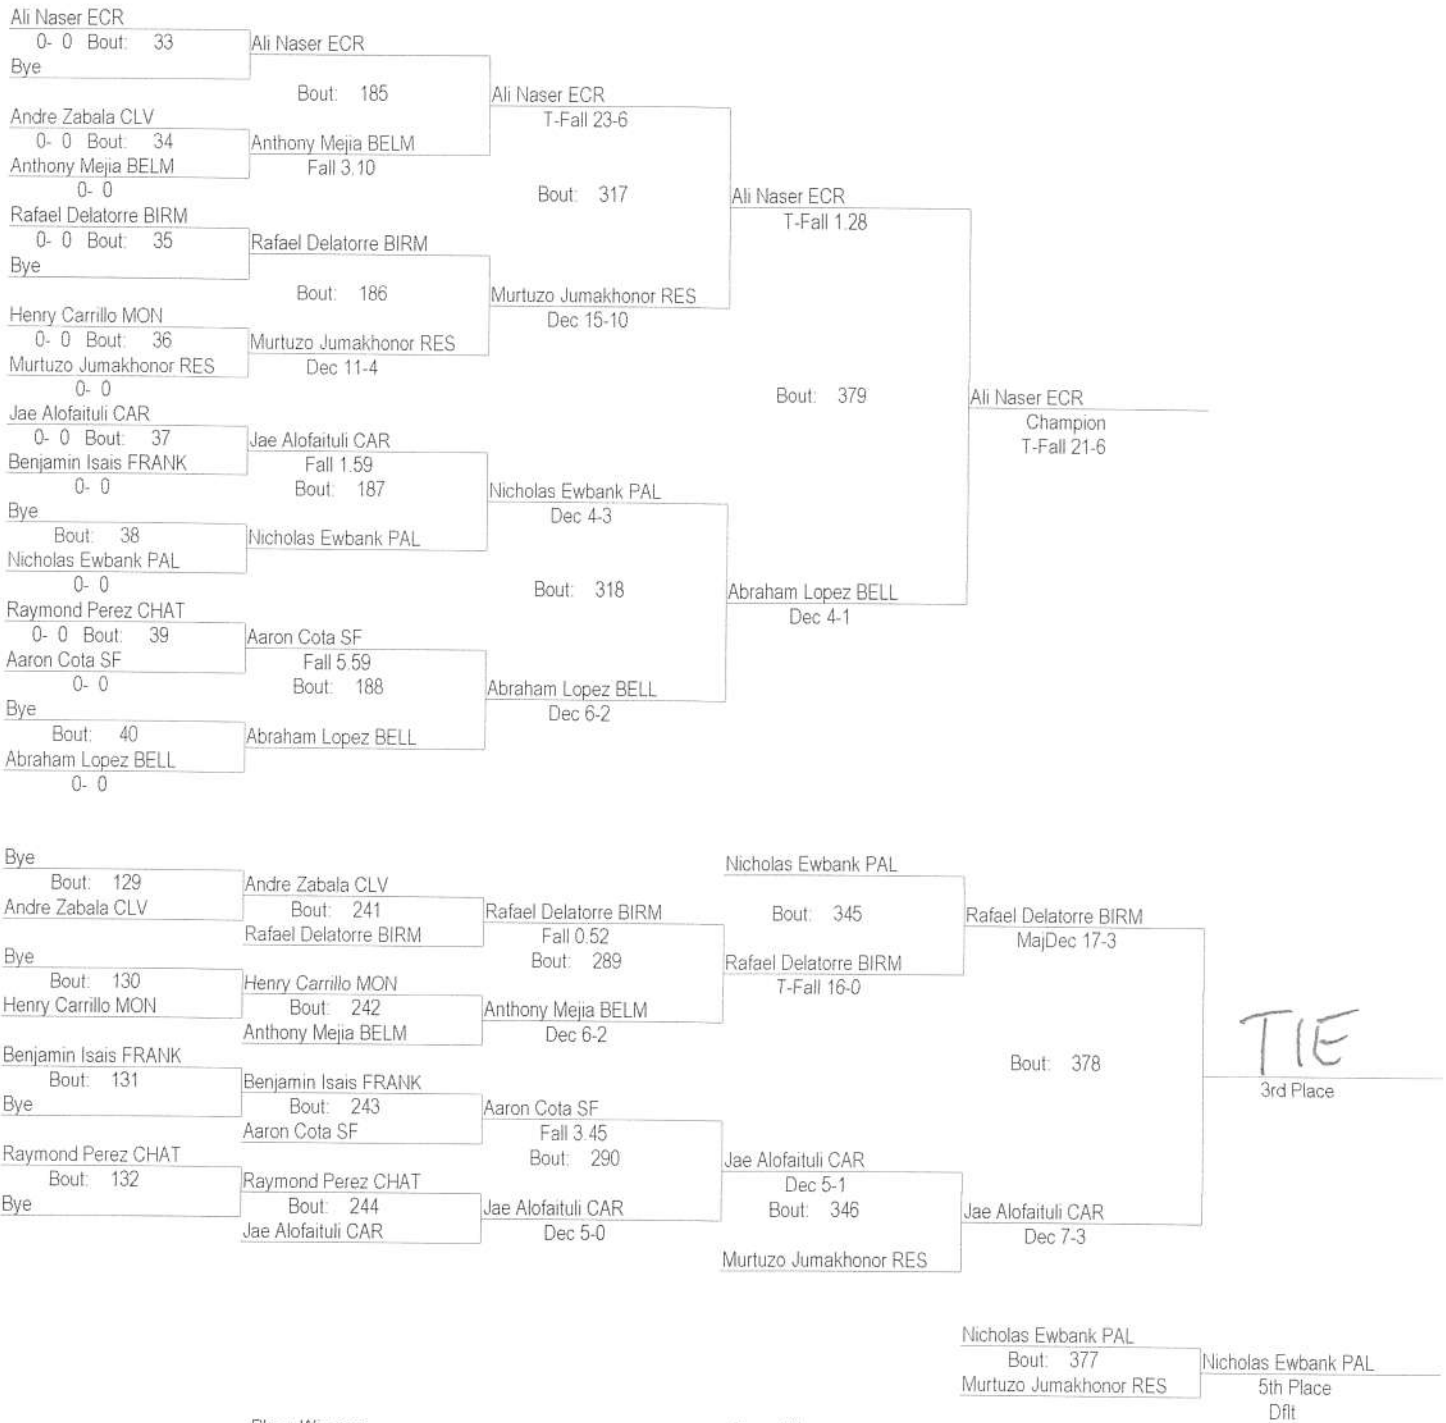 Ali Naser ECR
0- 0 Bout: 33
Bye
Ali Naser ECR
Bout: 185
Andre Zabala CLV
0- 0 Bout: 34
Anthony Mejia BELM
0- 0
Anthony Mejia BELM
Fall 3.10
Ali Naser ECR
T-Fall 23-6
Bout: 317
Rafael Delatorre BIRM
0- 0 Bout: 35
Bye
Rafael Delatorre BIRM
Bout: 186
Henry Carrillo MON
0- 0 Bout: 36
Murtuzo Jumakhonor RES
0- 0
Murtuzo Jumakhonor RES
Dec 11-4
Murtuzo Jumakhonor RES
Dec 15-10
Ali Naser ECR
T-Fall 1.28
Bout: 379
Jae Alofaituli CAR
0- 0 Bout: 37
Benjamin Isais FRANK
0- 0
Jae Alofaituli CAR
Fall 1.59
Bout: 187
Bye
Bout: 38
Nicholas Ewbank PAL
0- 0
Nicholas Ewbank PAL
Nicholas Ewbank PAL
Dec 4-3
Bout: 318
Raymond Perez CHAT
0- 0 Bout: 39
Aaron Cota SF
0- 0
Aaron Cota SF
Fall 5.59
Bout: 188
Bye
Bout: 40
Abraham Lopez BELL
0- 0
Abraham Lopez BELL
Abraham Lopez BELL
Dec 6-2
Abraham Lopez BELL
Dec 4-1
Ali Naser ECR
Champion
T-Fall 21-6
Bye
Bout: 129
Andre Zabala CLV
Andre Zabala CLV
Bout: 241
Rafael Delatorre BIRM
Rafael Delatorre BIRM
Fall 0.52
Bout: 289
Bye
Bout: 130
Henry Carrillo MON
Henry Carrillo MON
Bout: 242
Anthony Mejia BELM
Anthony Mejia BELM
Dec 6-2
Nicholas Ewbank PAL
Bout: 345
Rafael Delatorre BIRM
T-Fall 16-0
Rafael Delatorre BIRM
MajDec 17-3
Bout: 378
Benjamin Isais FRANK
Bout: 131
Bye
Benjamin Isais FRANK
Bout: 243
Aaron Cota SF
Aaron Cota SF
Fall 3.45
Bout: 290
Raymond Perez CHAT
Bout: 132
Bye
Raymond Perez CHAT
Bout: 244
Jae Alofaituli CAR
Jae Alofaituli CAR
Dec 5-0
Jae Alofaituli CAR
Dec 5-1
Bout: 346
Murtuzo Jumakhonor RES
Jae Alofaituli CAR
Dec 7-3
TIE
3rd Place
Nicholas Ewbank PAL
Bout: 377
Murtuzo Jumakhonor RES
Nicholas Ewbank PAL
5th Place
Dflt